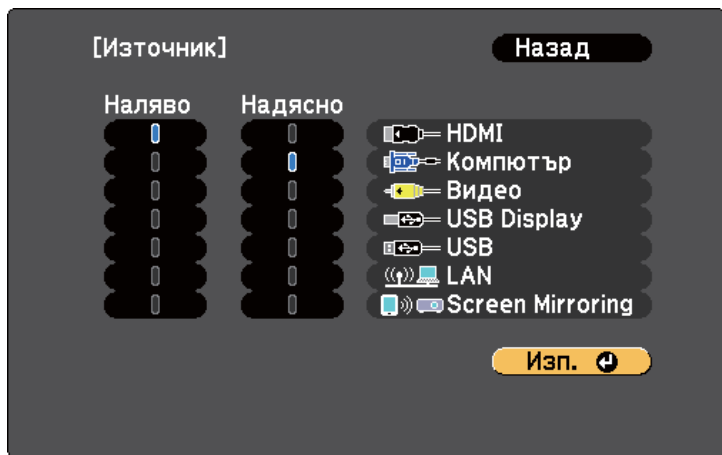 [Източник] Назад
Наляво Надясно
HDMI
Компютър
Видео
USB Display
USB
LAN
Screen Mirroring
Изп.